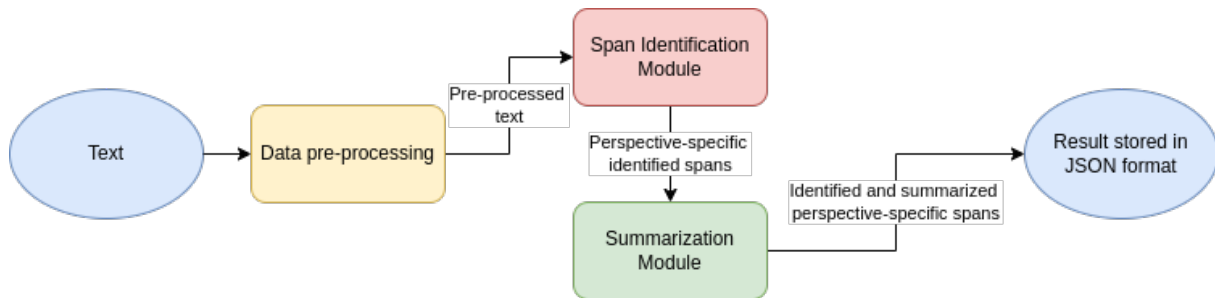 Text
Data pre-processing
Pre-processed
text
Span Identification
Module
Perspective-specific
identified spans
Summarization
Module
Identified and summarized
perspective-specific spans
Result stored in
JSON format